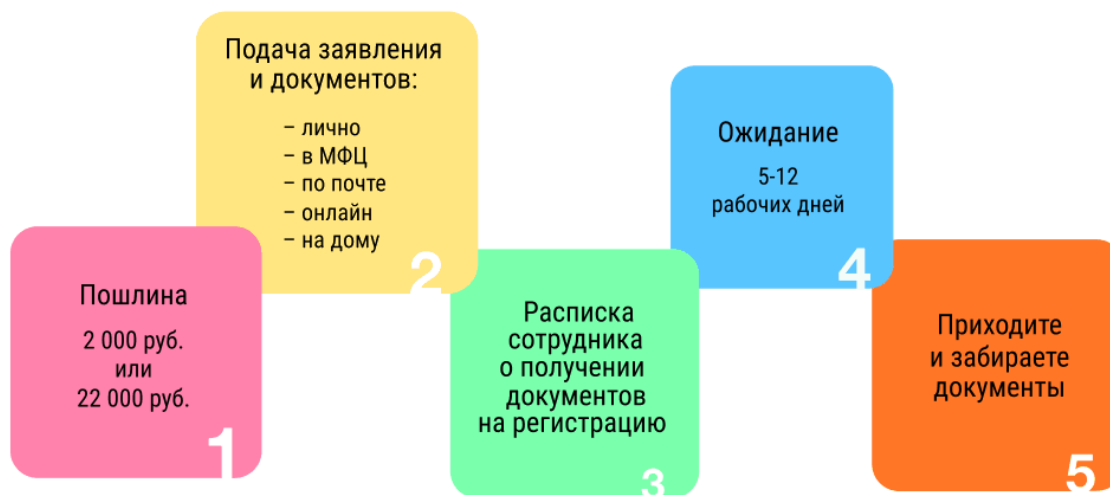 Пошлина
2 000 руб.
или
22 000 руб.
1
Подача заявления
и документов:
– лично
– в МФЦ
– по почте
– онлайн
– на дому
2
Расписка
сотрудника
о получении
документов
на регистрацию
3
Ожидание
5-12
рабочих дней
4
Приходите
и забираете
документы
5